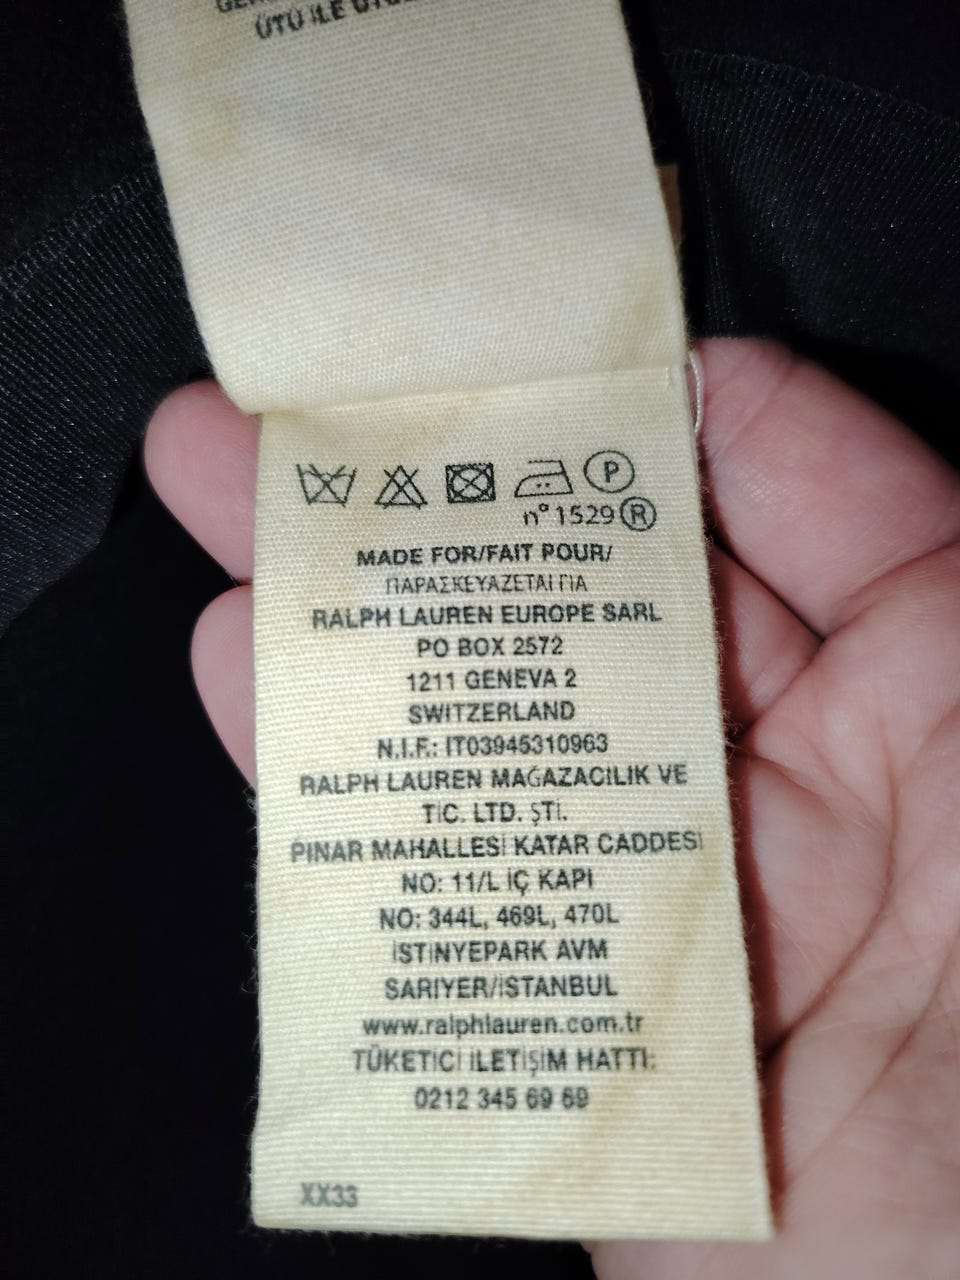 ÜTÜ İLE
P
n° 1529 R
MADE FOR/FAIT POUR/
ΠΑΡΑΣΚΕΥΑΖΕΤΑΙ ΓΙΑ
RALPH LAUREN EUROPE SARL
PO BOX 2572
1211 GENEVA 2
SWITZERLAND
N.I.F.: IT03945310963
RALPH LAUREN MAĞAZACILIK VE
TİC. LTD. ŞTİ.
PINAR MAHALLESİ KATAR CADDESİ
NO: 11/L İÇ KAPI
NO: 344L, 469L, 470L
İSTİNYEPARK AVM
SARIYER/İSTANBUL
www.ralphlauren.com.tr
TÜKETİCİ İLETİŞİM HATTI:
0212 345 69 69
XX33